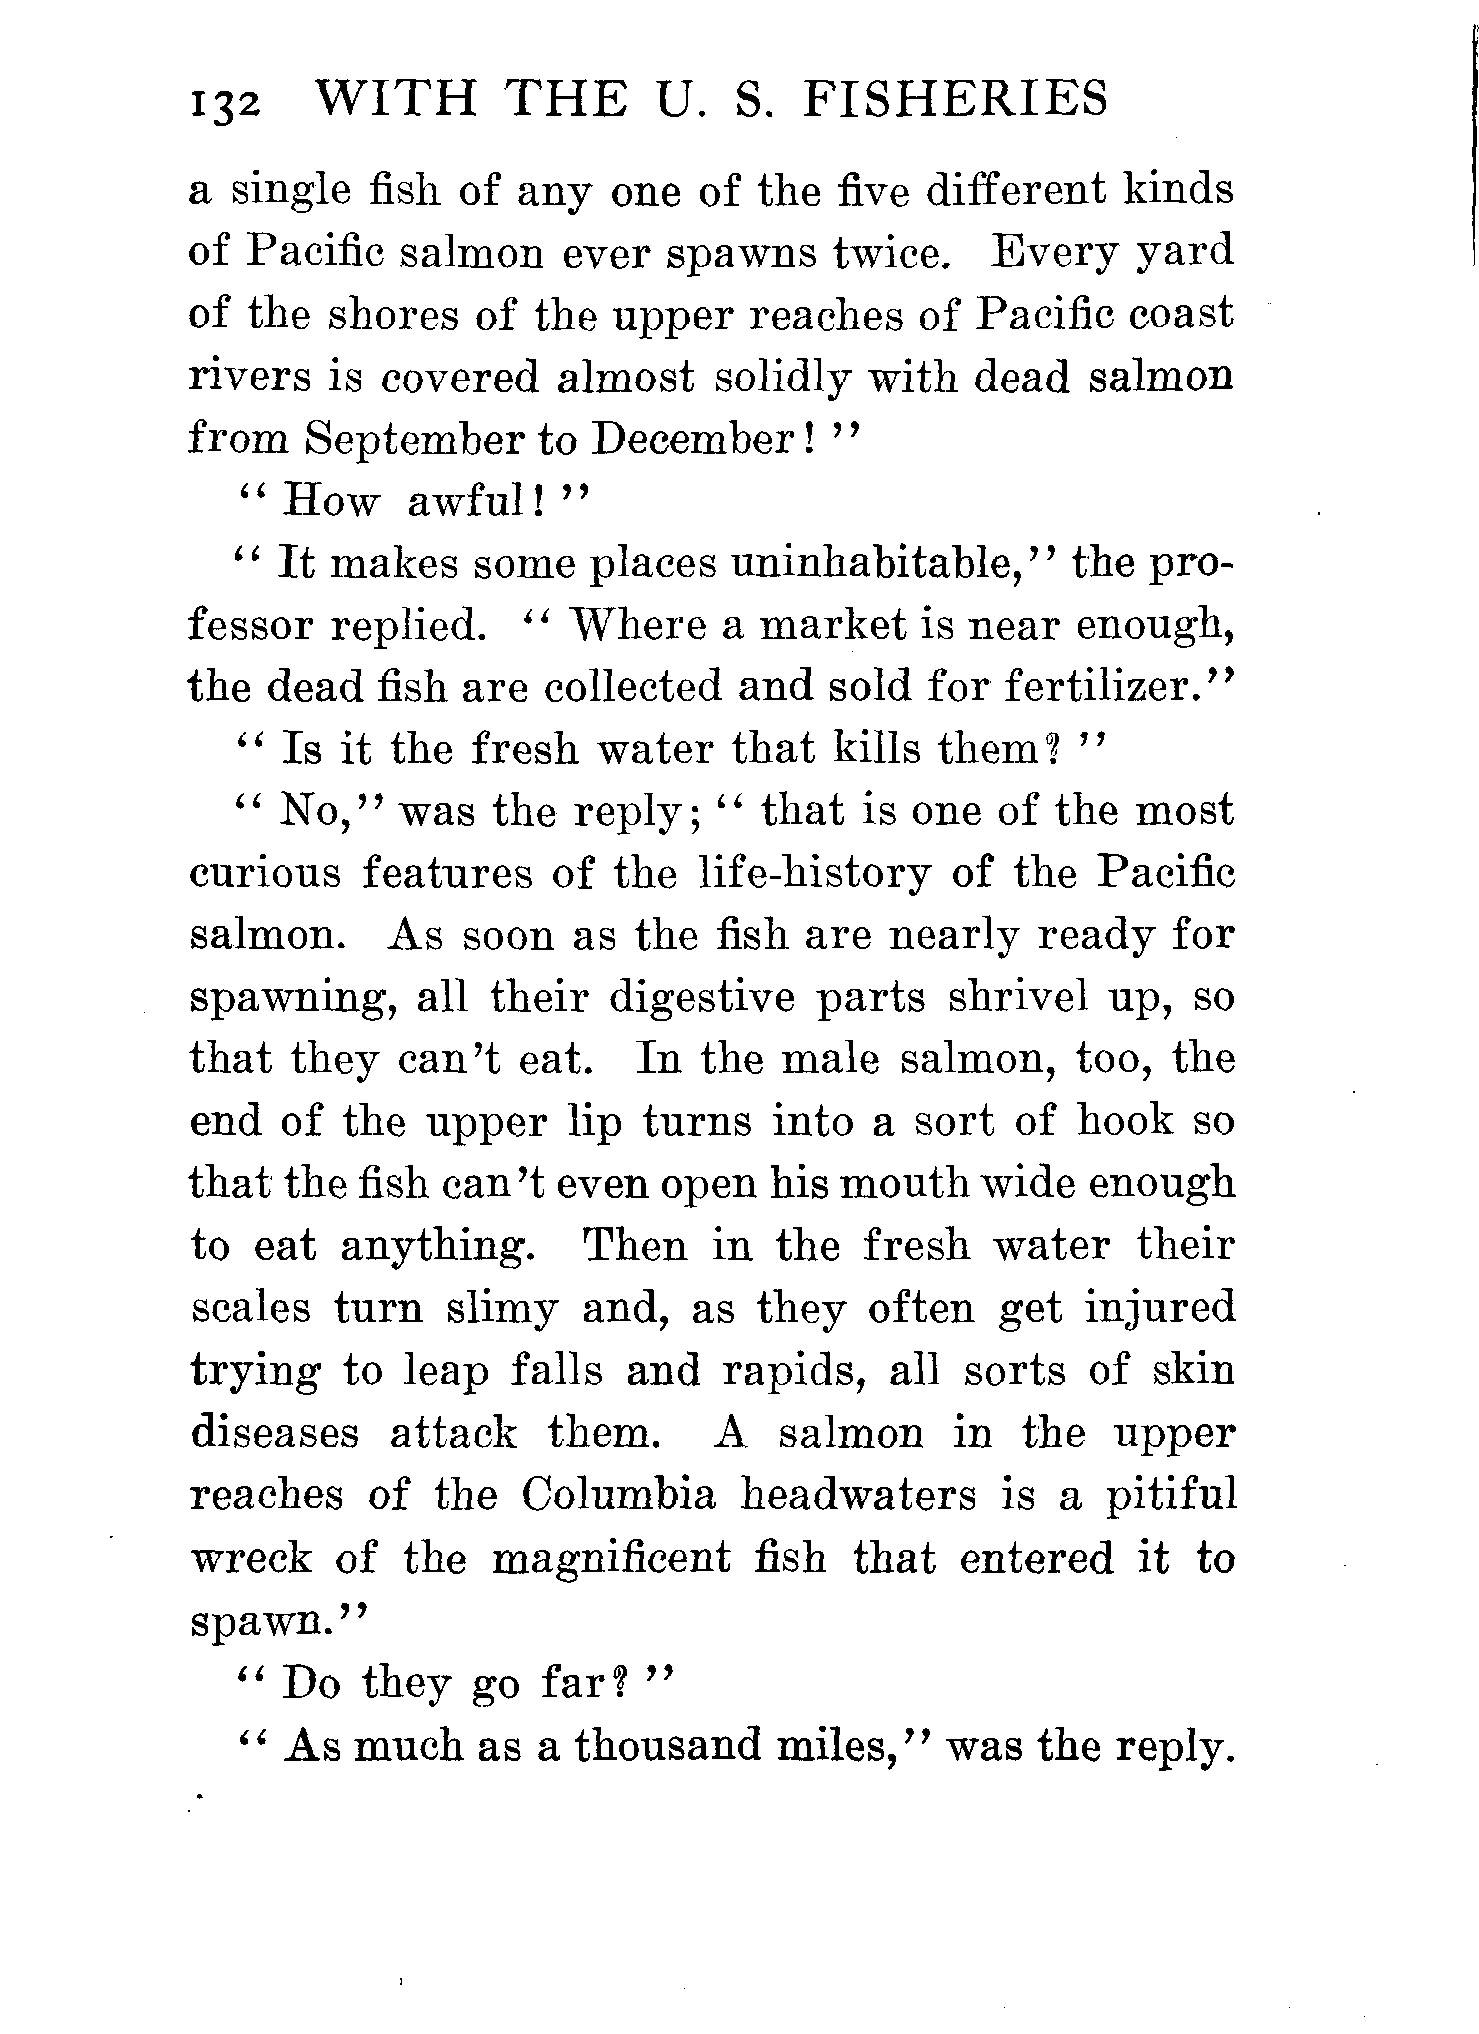 132 WITH THE U. S. FISHERIES
a single fish of any one of the five different kinds
of Pacific salmon ever spawns twice. Every yard
of the shores of the upper reaches of Pacific coast
rivers is covered almost solidly with dead salmon
from September to December! ”
“ How awful! ”
“ It makes some places uninhabitable,” the pro-
fessor replied. “ Where a market is near enough,
the dead fish are collected and sold for fertilizer.”
“ Is it the fresh water that kills them? ”
“ No,” was the reply; “ that is one of the most
curious features of the life-history of the Pacific
salmon. As soon as the fish are nearly ready for
spawning, all their digestive parts shrivel up, so
that they can't eat. In the male salmon, too, the
end of the upper lip turns into a sort of hook so
that the fish can't even open his mouth wide enough
to eat anything. Then in the fresh water their
scales turn slimy and, as they often get injured
trying to leap falls and rapids, all sorts of skin
diseases attack them. A salmon in the upper
reaches of the Columbia headwaters is a pitiful
wreck of the magnificent fish that entered it to
spawn.”
“ Do they go far? ”
“ As much as a thousand miles,” was the reply.